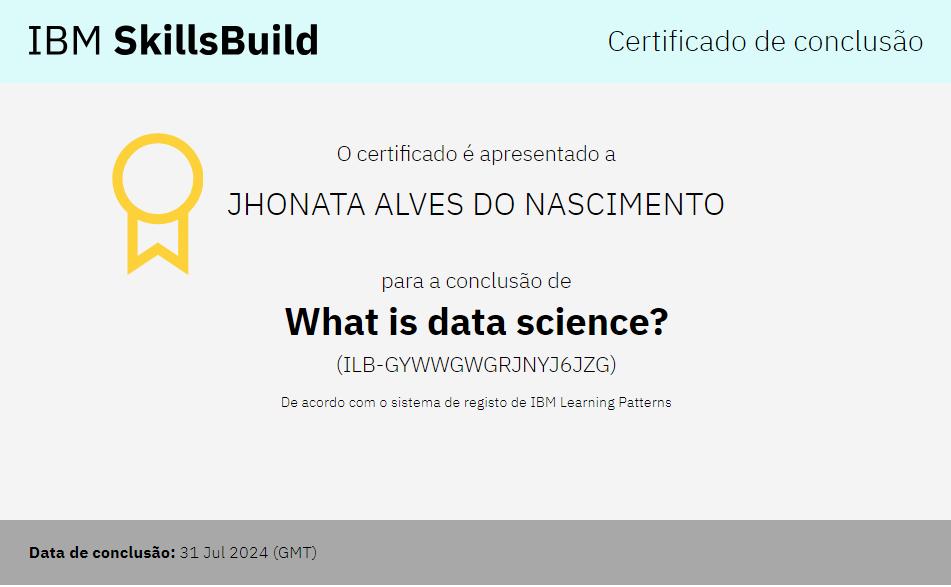 IBM SkillsBuild
Certificado de conclusão
O certificado é apresentado a
JHONATA ALVES DO NASCIMENTO
para a conclusão de
What is data science?
(ILB-GYWWGWGRJNYJ6JZG)
De acordo com o sistema de registo de IBM Learning Patterns
Data de conclusão: 31 Jul 2024 (GMT)